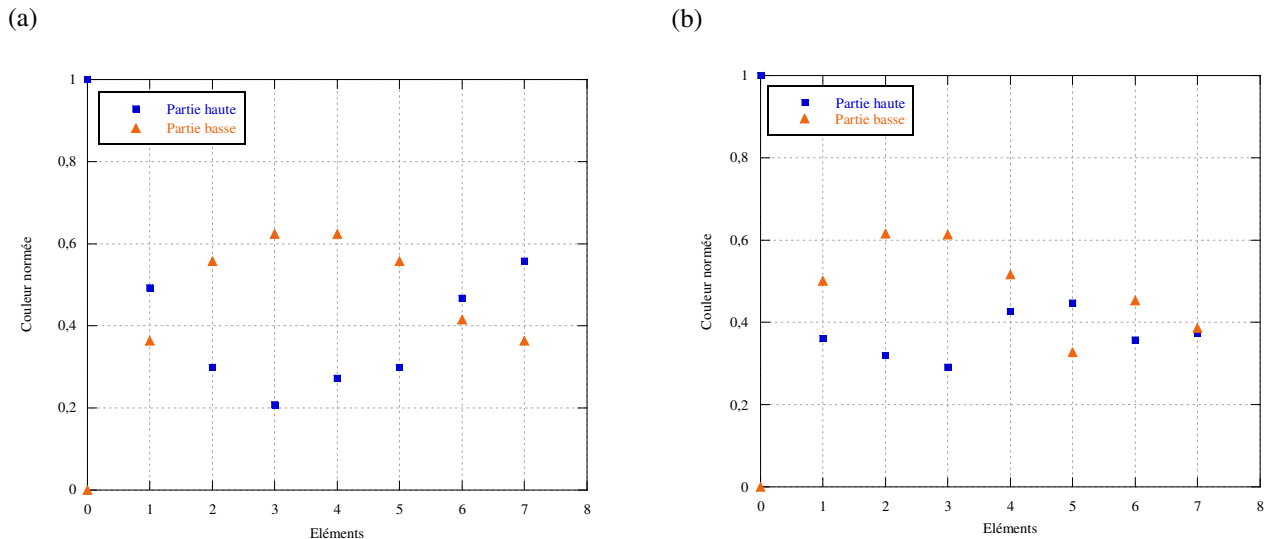 (a)
1
0,8
0,6
0,4
0,2
0
Couleur normée
Partie haute
Partie basse
0 1 2 3 4 5 6 7 8
Eléments
(b)
1
0,8
0,6
0,4
0,2
0
Couleur normée
Partie haute
Partie basse
0 1 2 3 4 5 6 7 8
Eléments